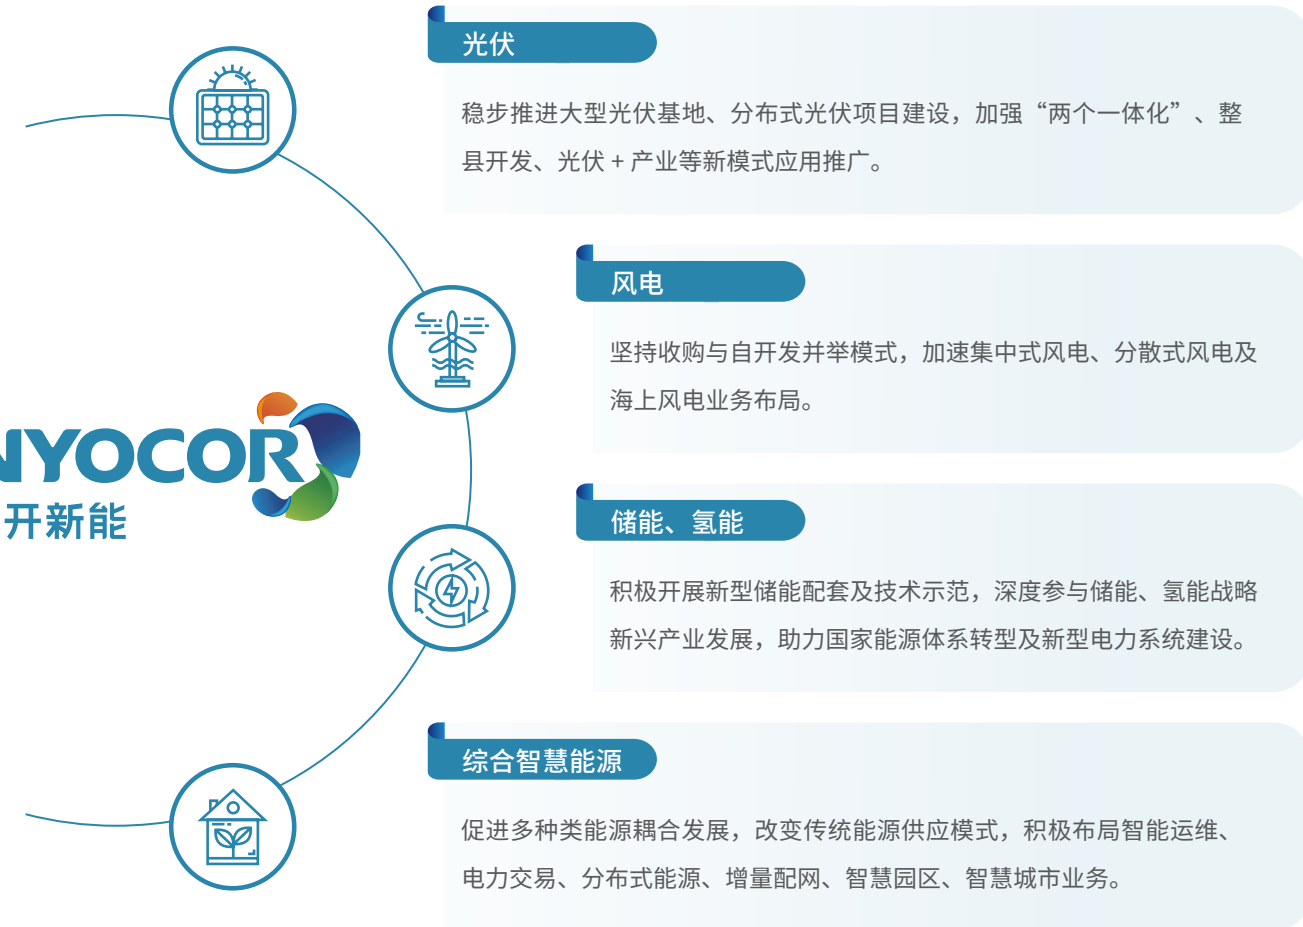 光伏
稳步推进大型光伏基地、分布式光伏项目建设，加强“两个一体化”、整
县开发、光伏 + 产业等新模式应用推广。
风电
坚持收购与自开发并举模式，加速集中式风电、分散式风电及
海上风电业务布局。
NYOCOR
开新能
储能、氢能
积极开展新型储能配套及技术示范，深度参与储能、氢能战略
新兴产业发展，助力国家能源体系转型及新型电力系统建设。
综合智慧能源
促进多种类能源耦合发展，改变传统能源供应模式，积极布局智能运维、
电力交易、分布式能源、增量配网、智慧园区、智慧城市业务。